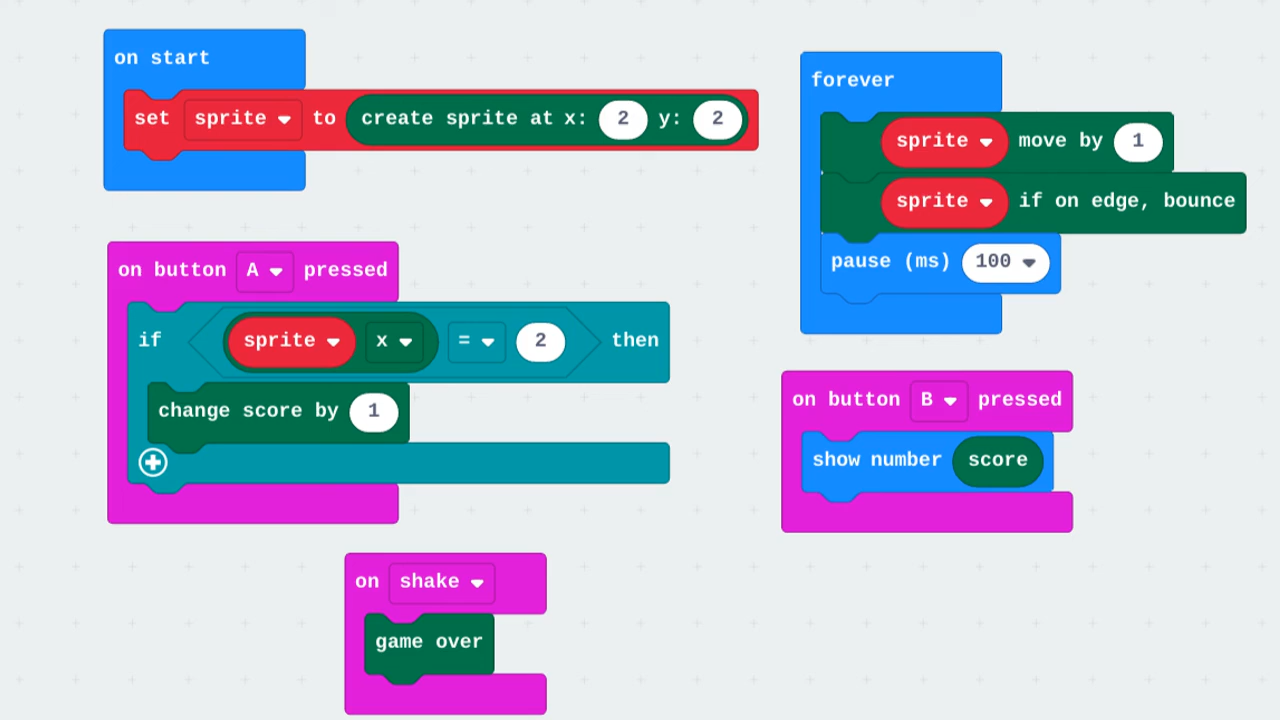 on start
set sprite to create sprite at x: 2 y: 2
forever
sprite move by 1
sprite if on edge, bounce
pause (ms) 100
on button A pressed
if sprite x = 2 then
change score by 1
on button B pressed
show number score
on shake
game over